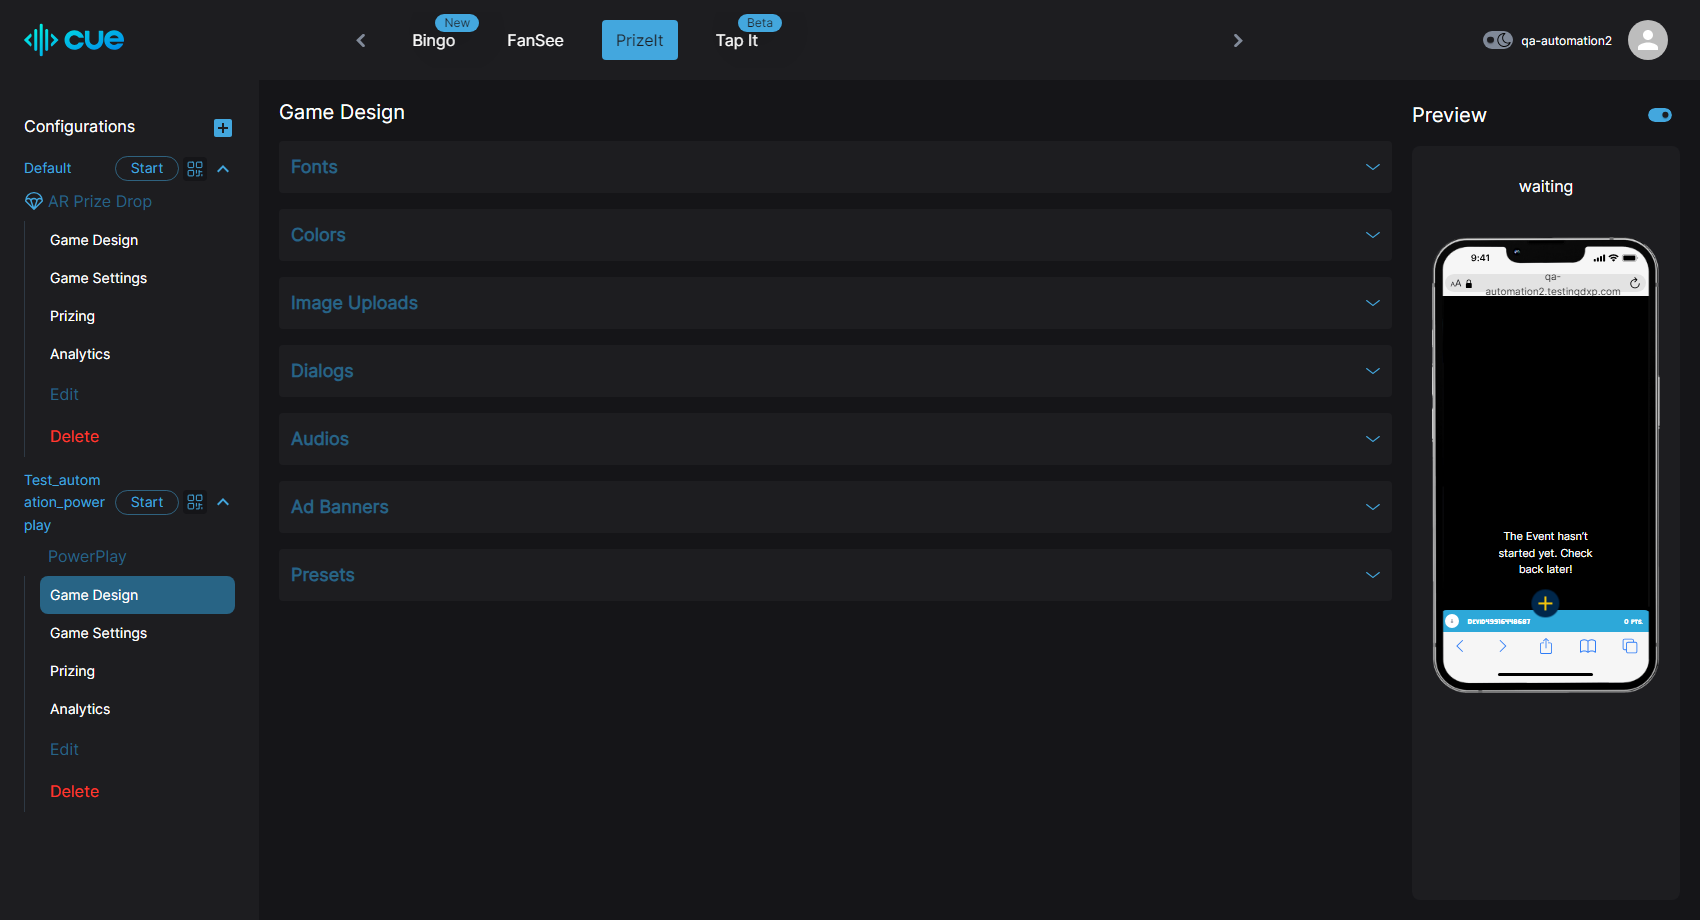 cue
New
Beta
Bingo
FanSee
PrizeIt
Tap It
qa-automation2
Configurations
Default
Start
AR Prize Drop
Game Design
Game Settings
Prizing
Analytics
Edit
Delete
Test_autom
ation_power
play
Start
PowerPlay
Game Design
Game Settings
Prizing
Analytics
Edit
Delete
Game Design
Fonts
Colors
Image Uploads
Dialogs
Audios
Ad Banners
Presets
Preview
waiting
9:41
AA
qa-
automation2.testingdxp.com
The Event hasn't
started yet. Check
back later!
0 PTS.